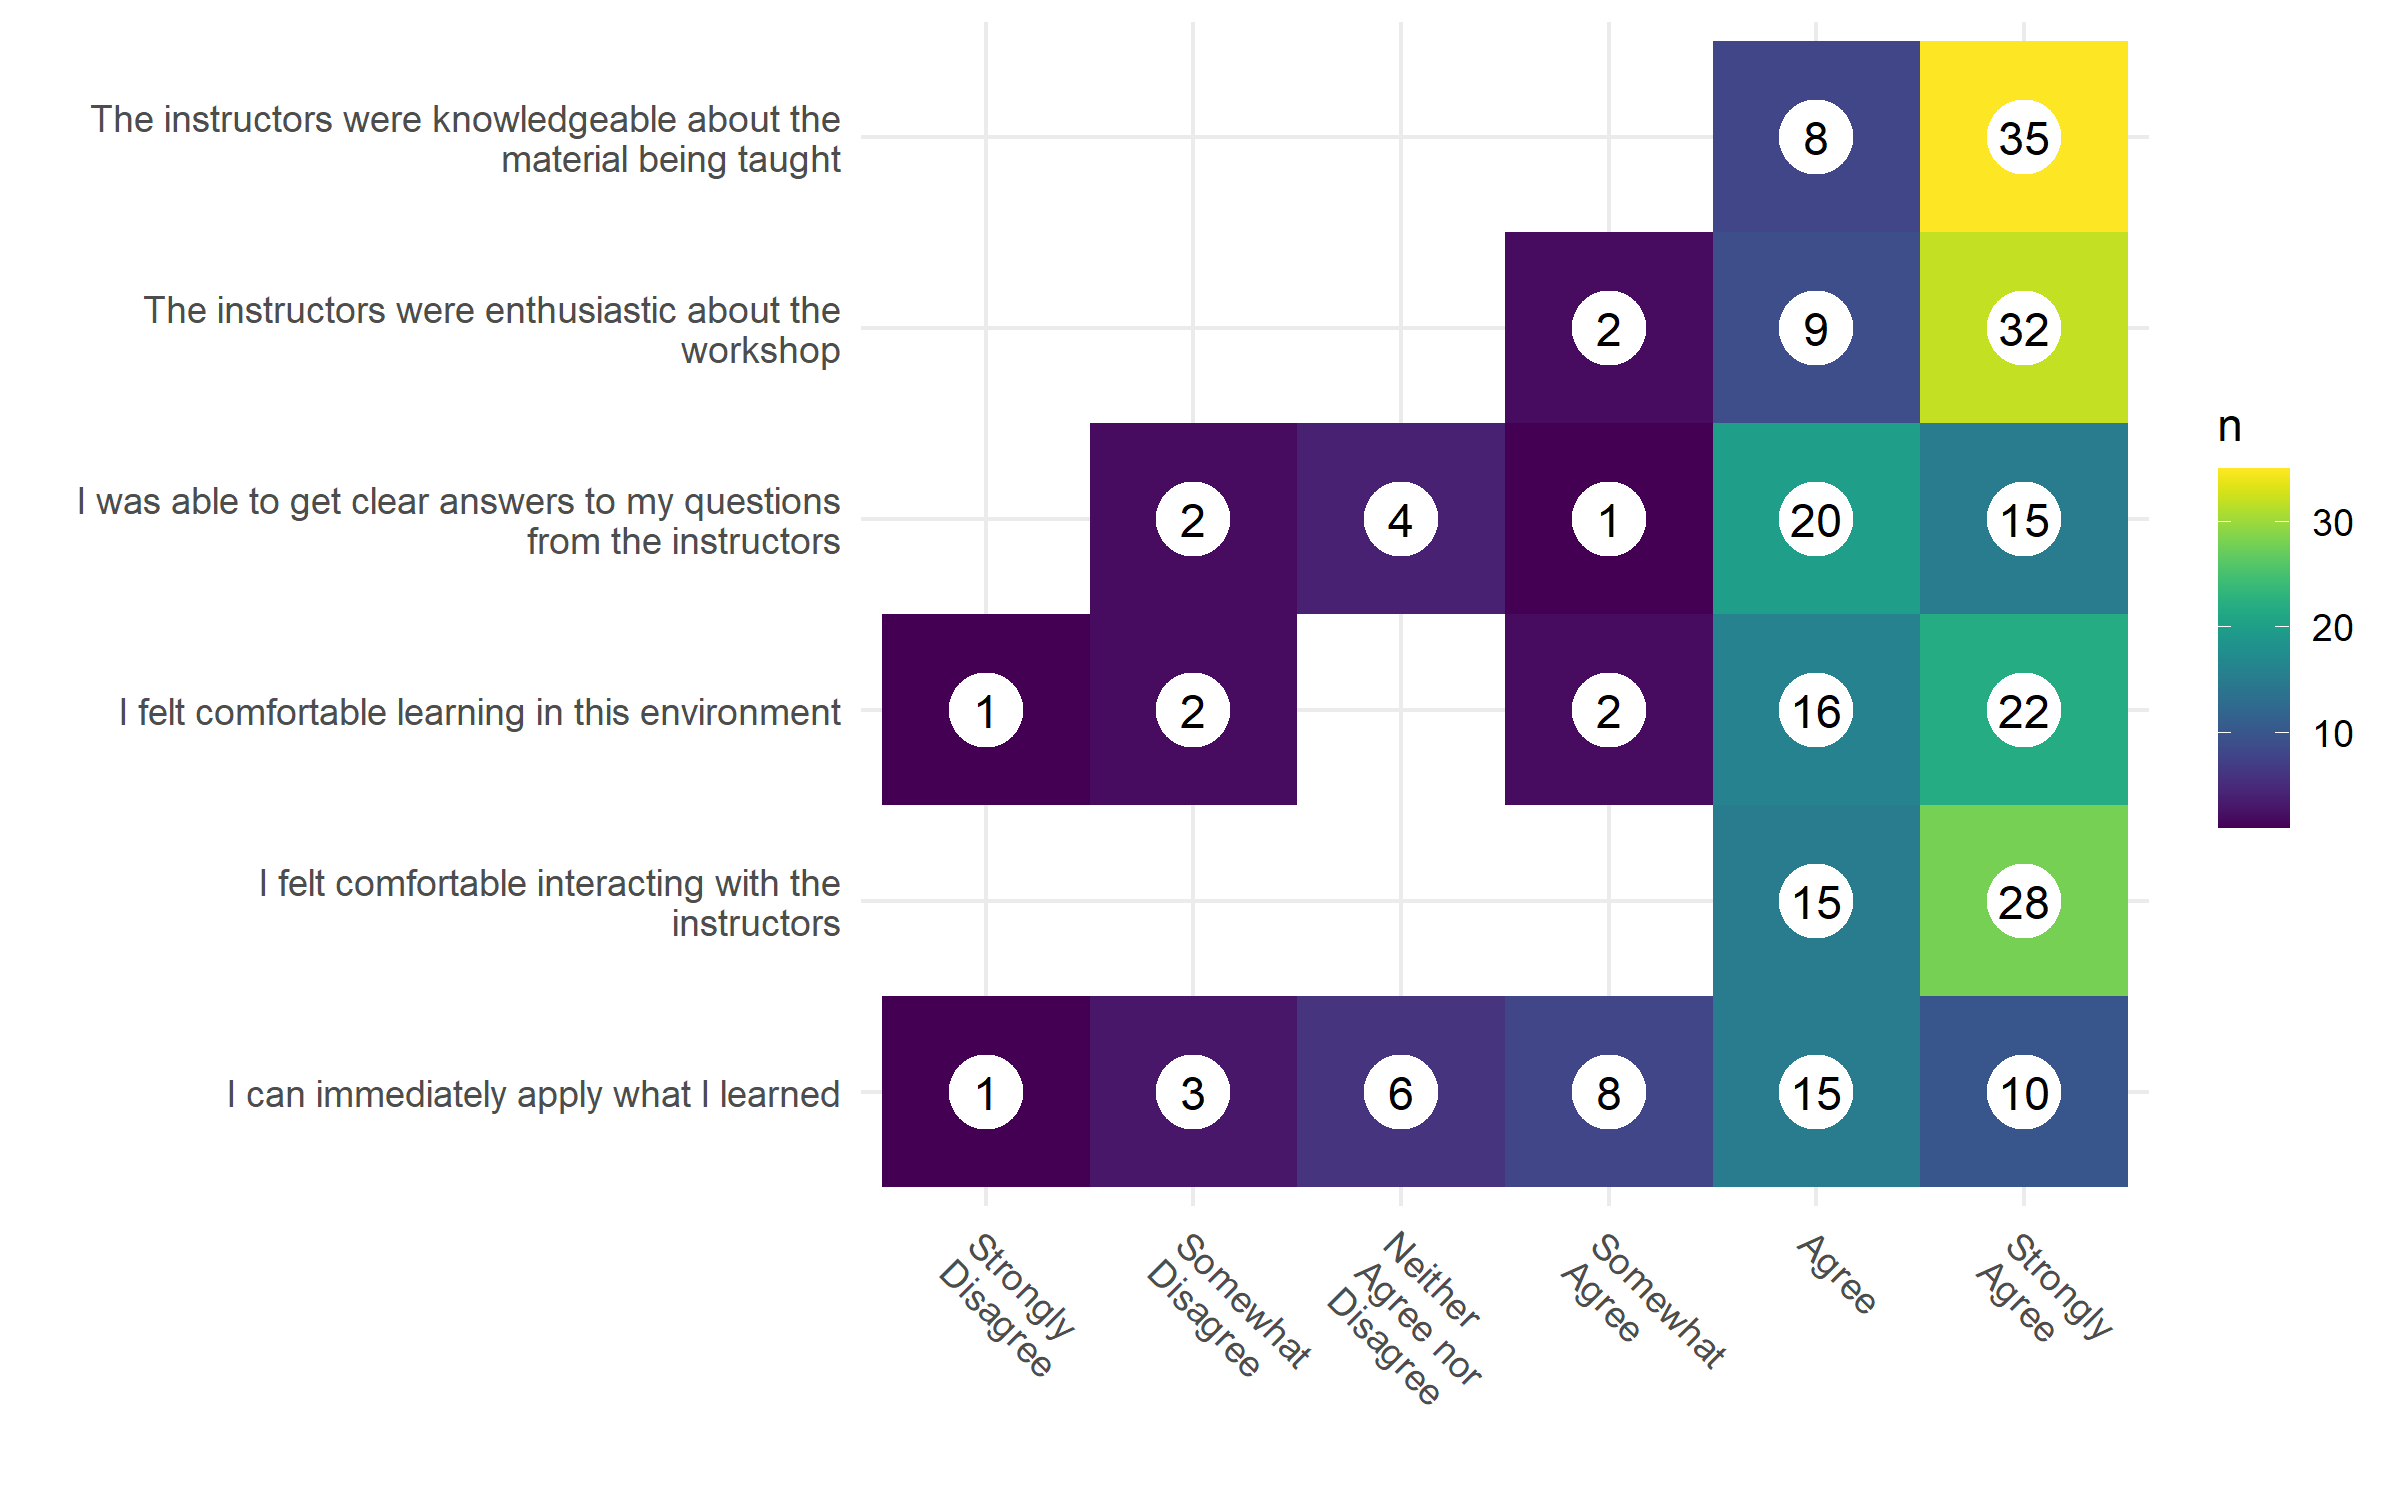 The instructors were knowledgeable about the
material being taught
8
35
The instructors were enthusiastic about the
workshop
2
9
32
I was able to get clear answers to my questions
from the instructors
2
4
1
20
15
I felt comfortable learning in this environment
1
2
2
16
22
I felt comfortable interacting with the
instructors
15
28
I can immediately apply what I learned
1
3
6
8
15
10
Strongly
Disagree
Somewhat
Disagree
Neither
Agree nor
Disagree
Somewhat
Agree
Agree
Strongly
Agree
n
30
20
10